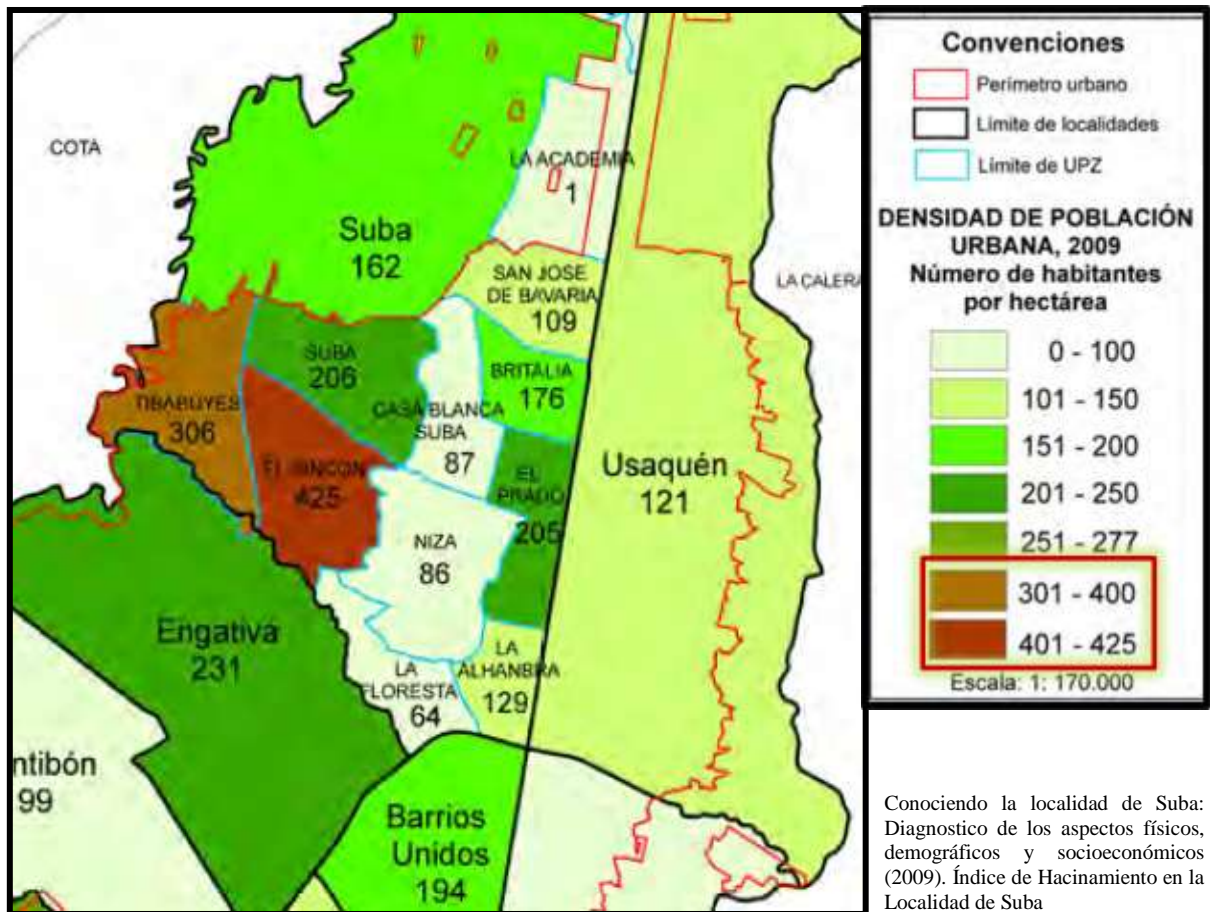 COTA
LA ACADEMIA
1
Suba
162
SAN JOSE
DE BAVARIA
109
LA CALERA
SUBA
206
BRITALIA
176
TIBABUYES
306
CASA BLANCA
SUBA
87
EL RINCON
425
EL
PRADO
205
Usaquén
121
NIZA
86
Engativa
231
LA
ALHANBRA
129
LA
FLORESTA
64
ntibón
99
Barrios
Unidos
194
Convenciones
Perímetro urbano
Límite de localidades
Límite de UPZ
DENSIDAD DE POBLACIÓN
URBANA, 2009
Número de habitantes
por hectárea
0 - 100
101 - 150
151 - 200
201 - 250
251 - 277
301 - 400
401 - 425
Escala: 1: 170.000
Conociendo la localidad de Suba:
Diagnostico de los aspectos físicos,
demográficos y socioeconómicos
(2009). Índice de Hacinamiento en la
Localidad de Suba